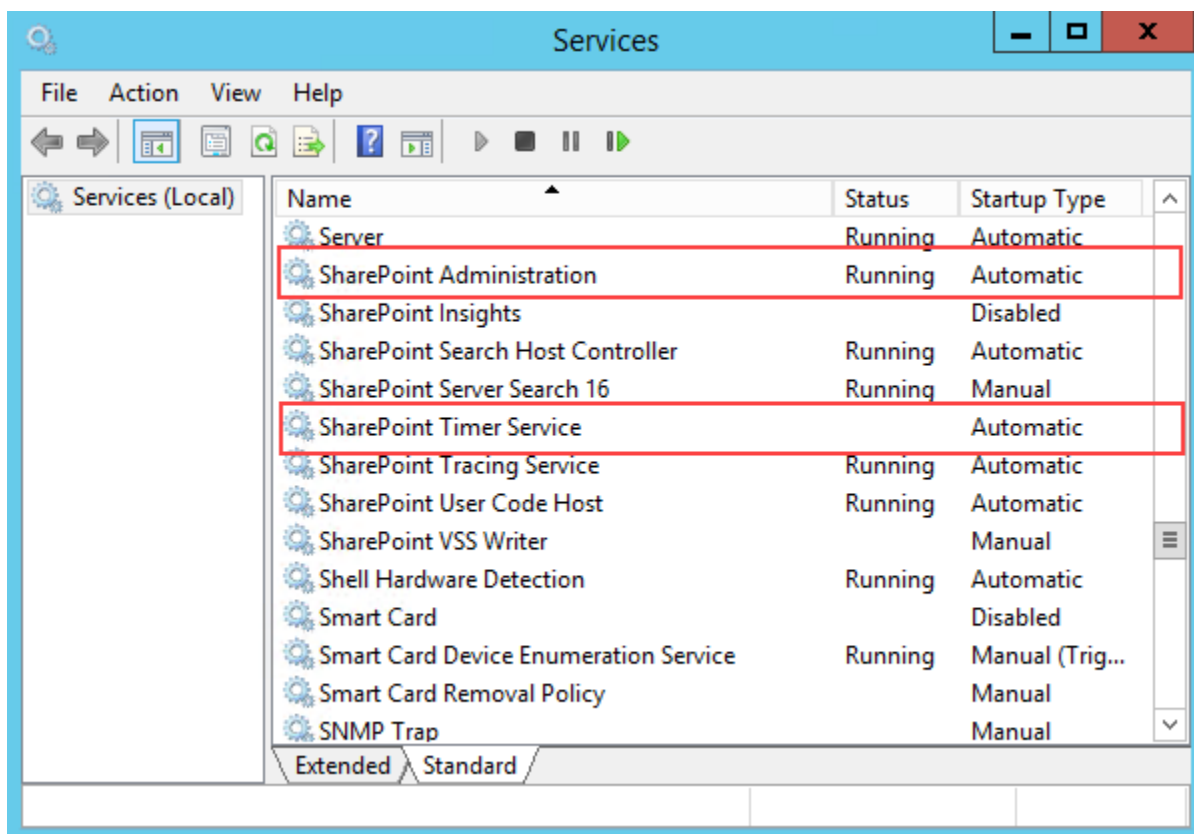 Services
File Action View Help
Services (Local)
Name Status Startup Type
Server Running Automatic
SharePoint Administration Running Automatic
SharePoint Insights Disabled
SharePoint Search Host Controller Running Automatic
SharePoint Server Search 16 Running Manual
SharePoint Timer Service Automatic
SharePoint Tracing Service Running Automatic
SharePoint User Code Host Running Automatic
SharePoint VSS Writer Manual
Shell Hardware Detection Running Automatic
Smart Card Disabled
Smart Card Device Enumeration Service Running Manual (Trig...
Smart Card Removal Policy Manual
SNMP Trap Manual
Extended Standard